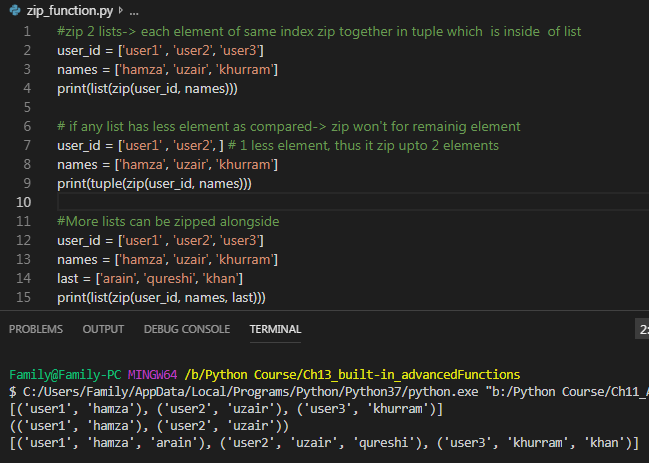 zip_function.py > ...
1 #zip 2 lists-> each element of same index zip together in tuple which is inside of list
2 user_id = ['user1' , 'user2', 'user3']
3 names = ['hamza', 'uzair', 'khurram']
4 print(list(zip(user_id, names)))
5
6 # if any list has less element as compared-> zip won't for remainig element
7 user_id = ['user1' , 'user2', ] # 1 less element, thus it zip upto 2 elements
8 names = ['hamza', 'uzair', 'khurram']
9 print(tuple(zip(user_id, names)))
10
11 #More lists can be zipped alongside
12 user_id = ['user1' , 'user2', 'user3']
13 names = ['hamza', 'uzair', 'khurram']
14 last = ['arain', 'qureshi', 'khan']
15 print(list(zip(user_id, names, last)))
PROBLEMS OUTPUT DEBUG CONSOLE TERMINAL 2:
Family@Family-PC MINGW64 /b/Python Course/Ch13_built-in_advancedFunctions
$ C:/Users/Family/AppData/Local/Programs/Python/Python37/python.exe "b:/Python Course/Ch11_
[('user1', 'hamza'), ('user2', 'uzair'), ('user3', 'khurram')]
(('user1', 'hamza'), ('user2', 'uzair'))
[('user1', 'hamza', 'arain'), ('user2', 'uzair', 'qureshi'), ('user3', 'khurram', 'khan')]